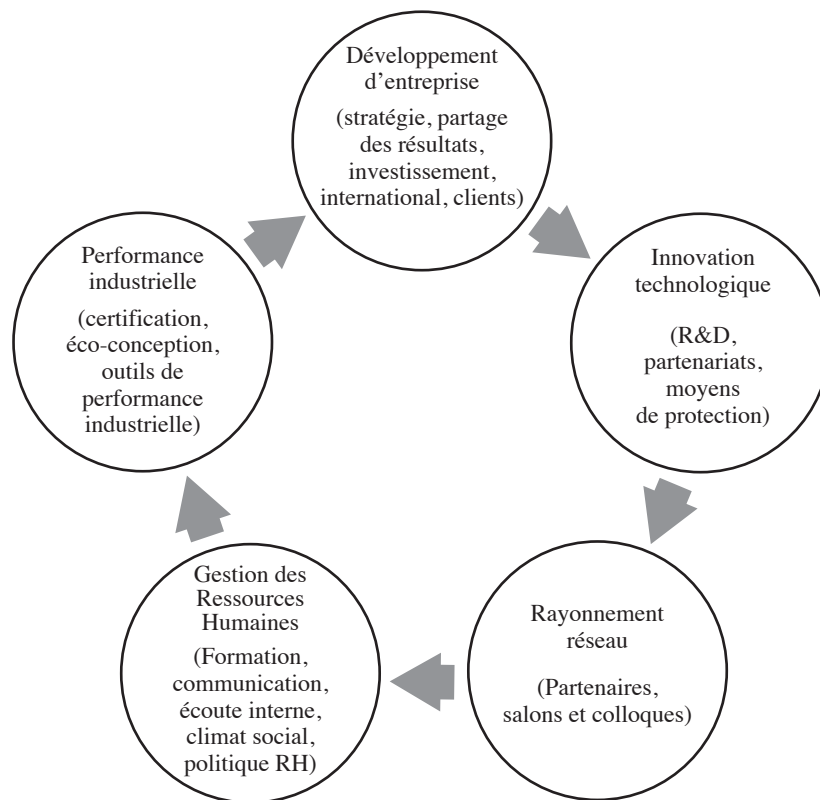 Développement
d’entreprise
(stratégie, partage
des résultats,
investissement,
international, clients)
Innovation
technologique
(R&D,
partenariats,
moyens
de protection)
Rayonnement
réseau
(Partenaires,
salons et colloques)
Gestion des
Ressources
Humaines
(Formation,
communication,
écoute interne,
climat social,
politique RH)
Performance
industrielle
(certification,
éco-conception,
outils de
performance
industrielle)